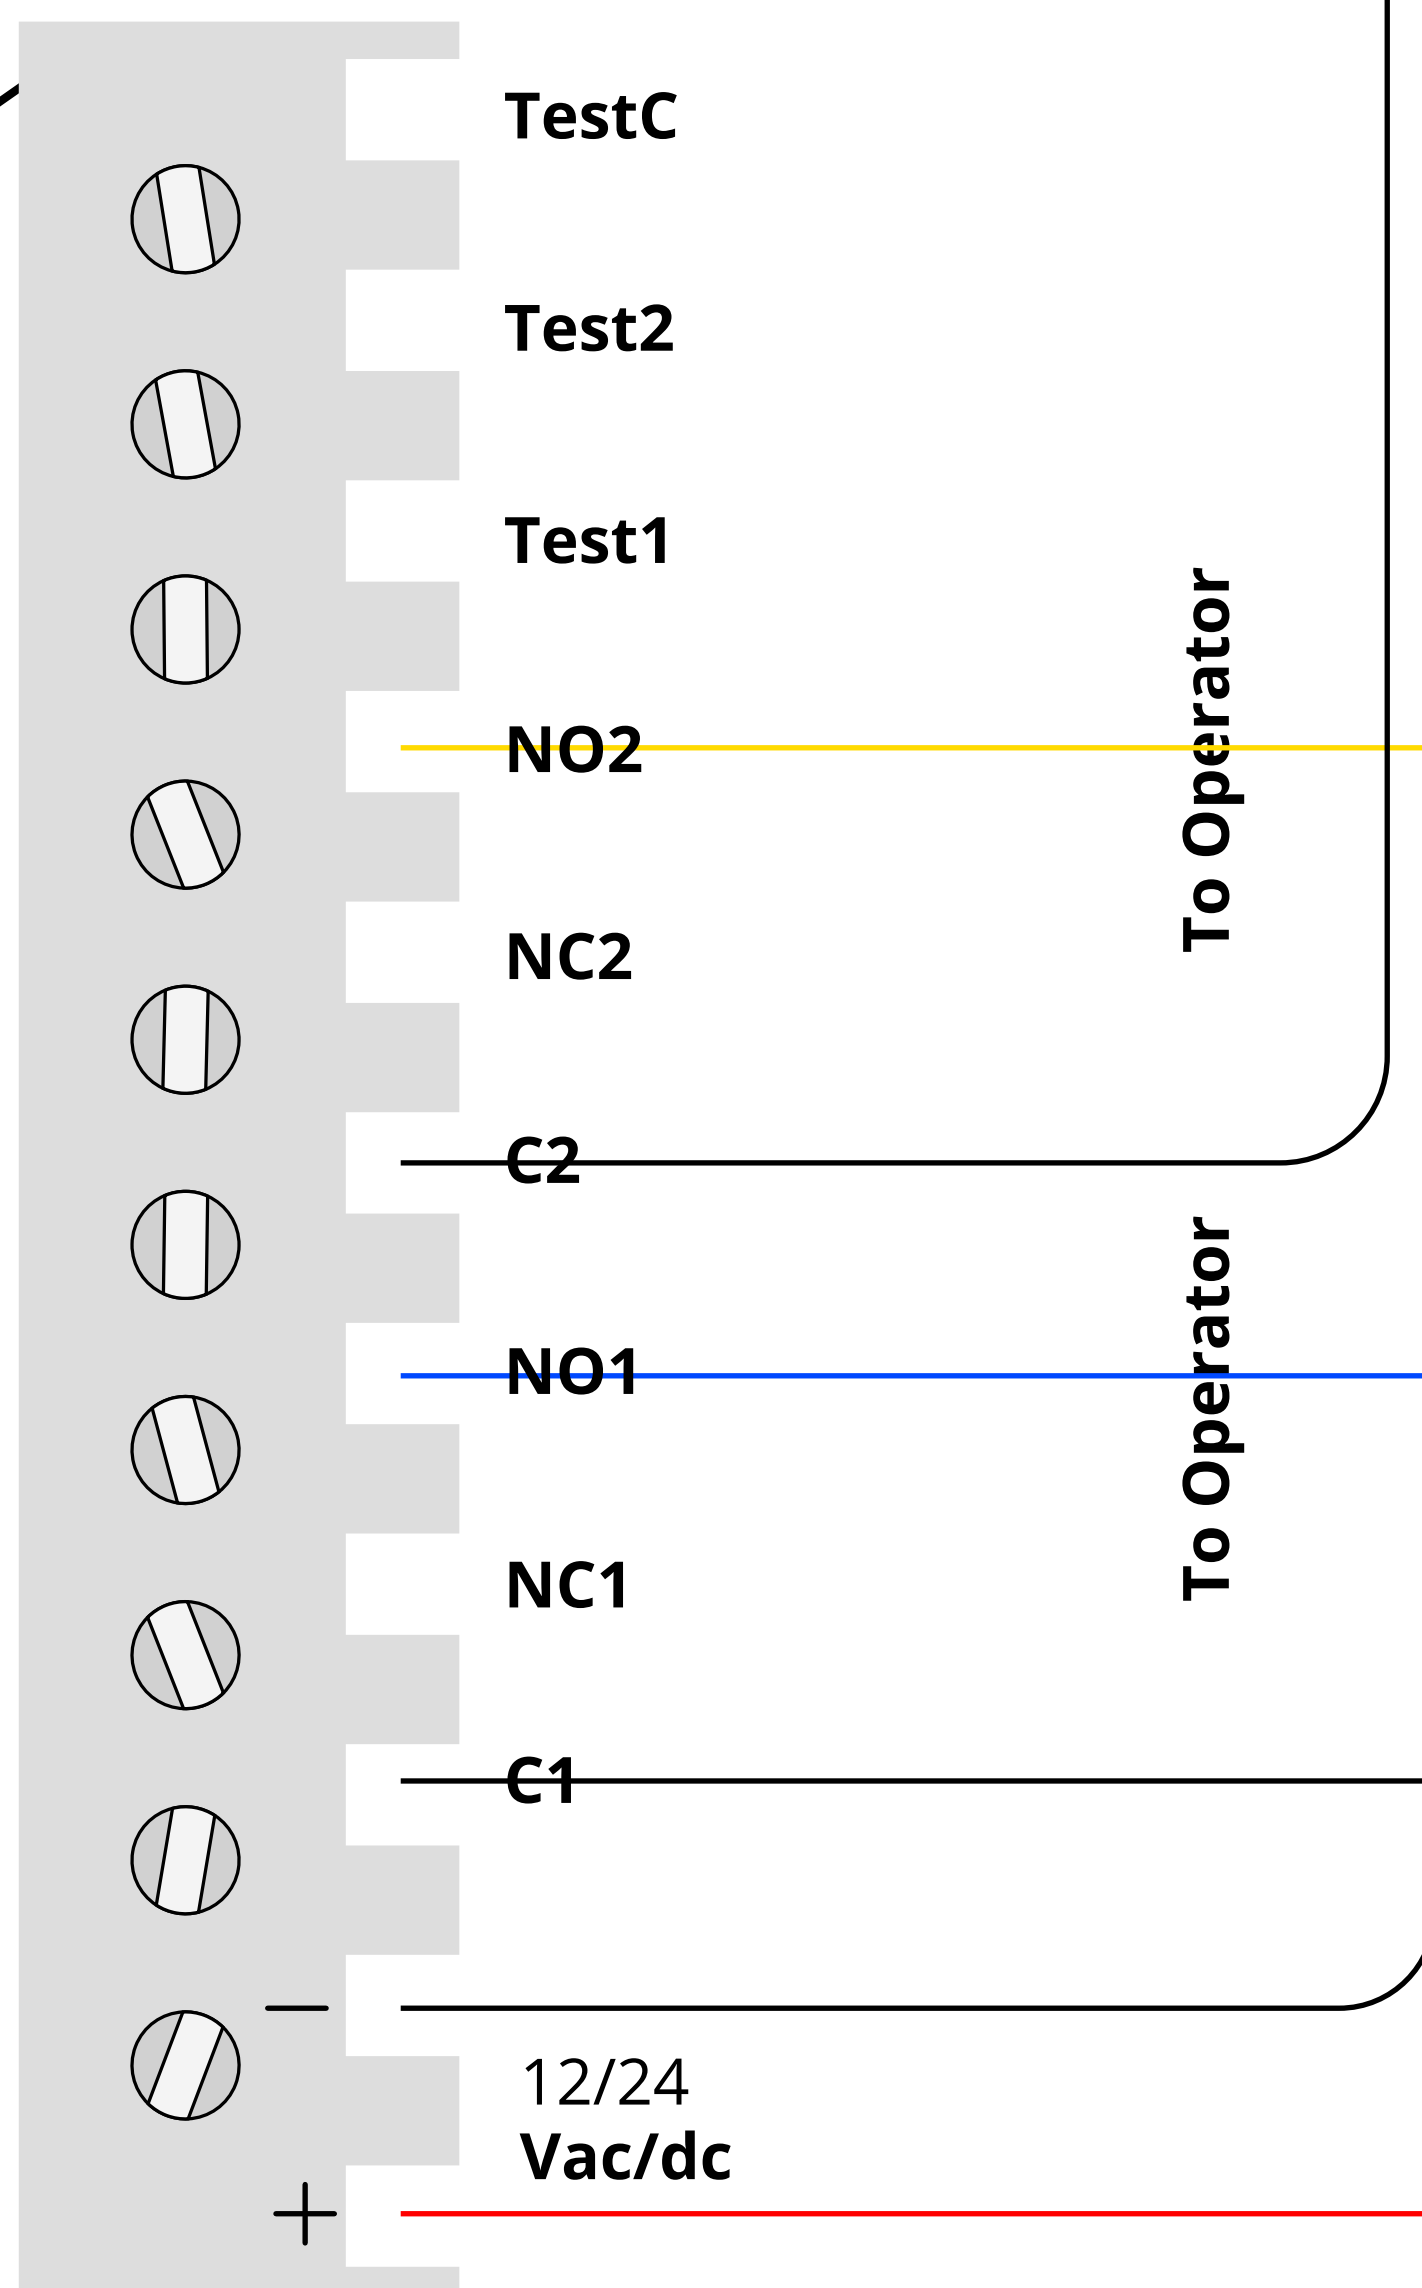 TestC
Test2
Test1
NO2
NC2
To Operator
C2
NO1
NC1
To Operator
C1
−
12/24
Vac/dc
+